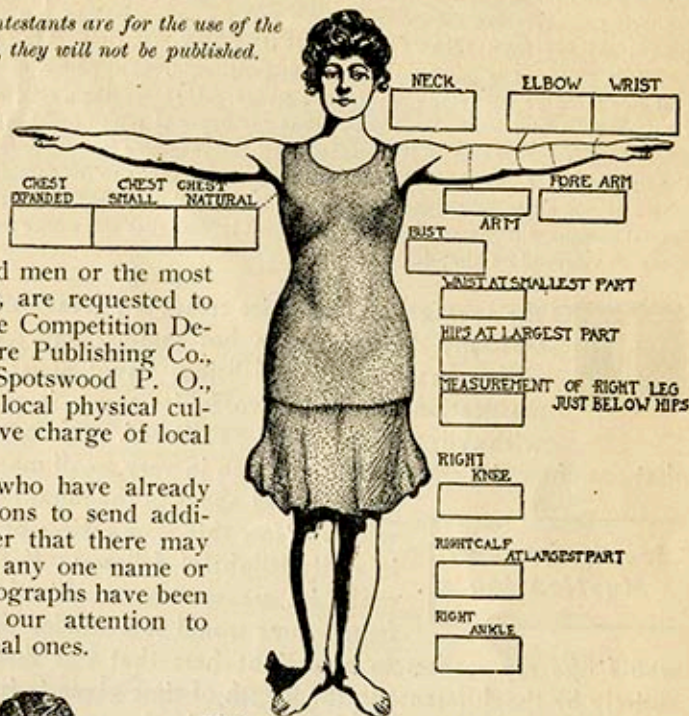 ntestants are for the use of the
, they will not be published.
NECK
ELBOW WRIST
CHEST EXPANDED
CHEST SMALL
CHEST NATURAL
FORE ARM
ARM
BUST
WAIST AT SMALLEST PART
HIPS AT LARGEST PART
MEASUREMENT OF RIGHT LEG
JUST BELOW HIPS
RIGHT
KNEE
RIGHT CALF
AT LARGEST PART
RIGHT
ANKLE
d men or the most
, are requested to
e Competition De-
re Publishing Co.,
Spotswood P. O.,
local physical cul-
ve charge of local
who have already
ons to send addi-
er that there may
any one name or
ographs have been
our attention to
al ones.